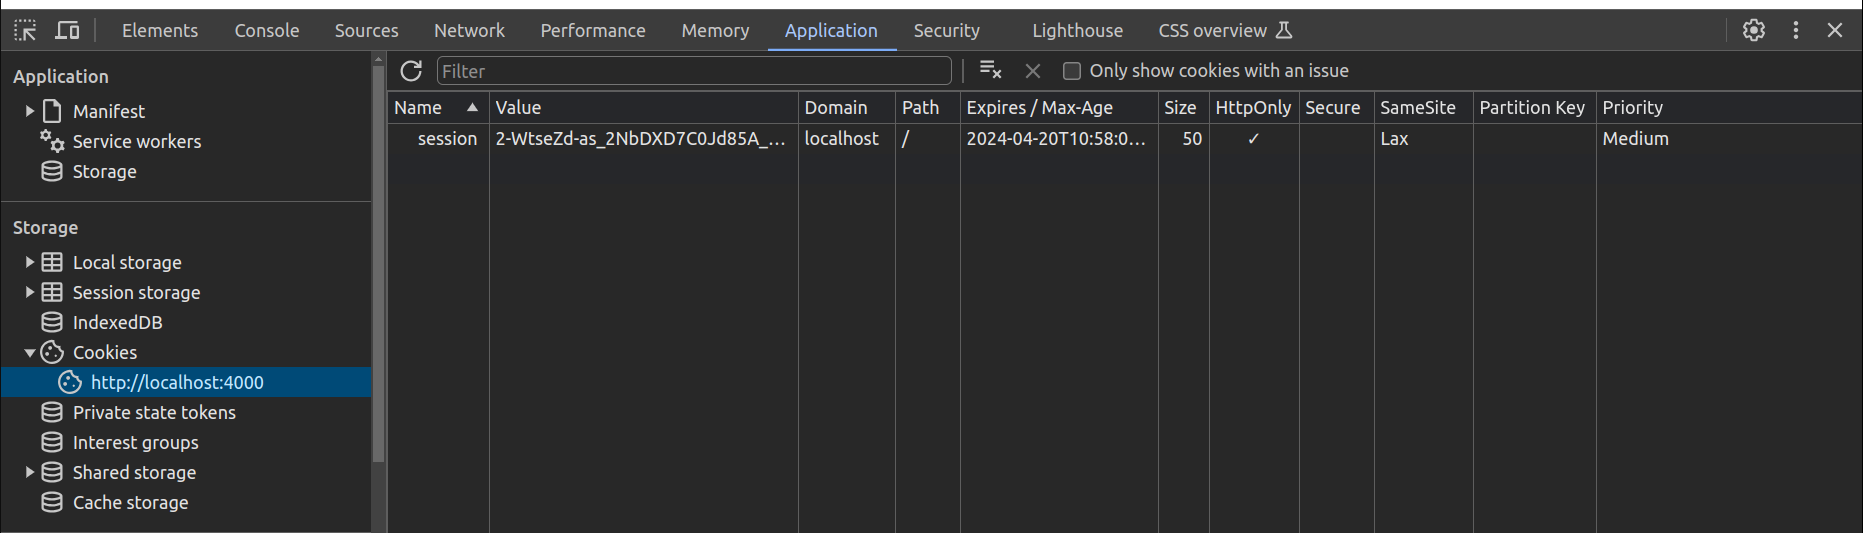 Elements Console Sources Network Performance Memory Application Security Lighthouse CSS overview
Application
Manifest
Service workers
Storage
Storage
Local storage
Session storage
IndexedDB
Cookies
http://localhost:4000
Private state tokens
Interest groups
Shared storage
Cache storage
Filter Only show cookies with an issue
Name Value Domain Path Expires / Max-Age Size HttpOnly Secure SameSite Partition Key Priority
session 2-WtseZd-as_2NbDXD7C0Jd85A_... localhost / 2024-04-20T10:58:0... 50 ✓ Lax Medium